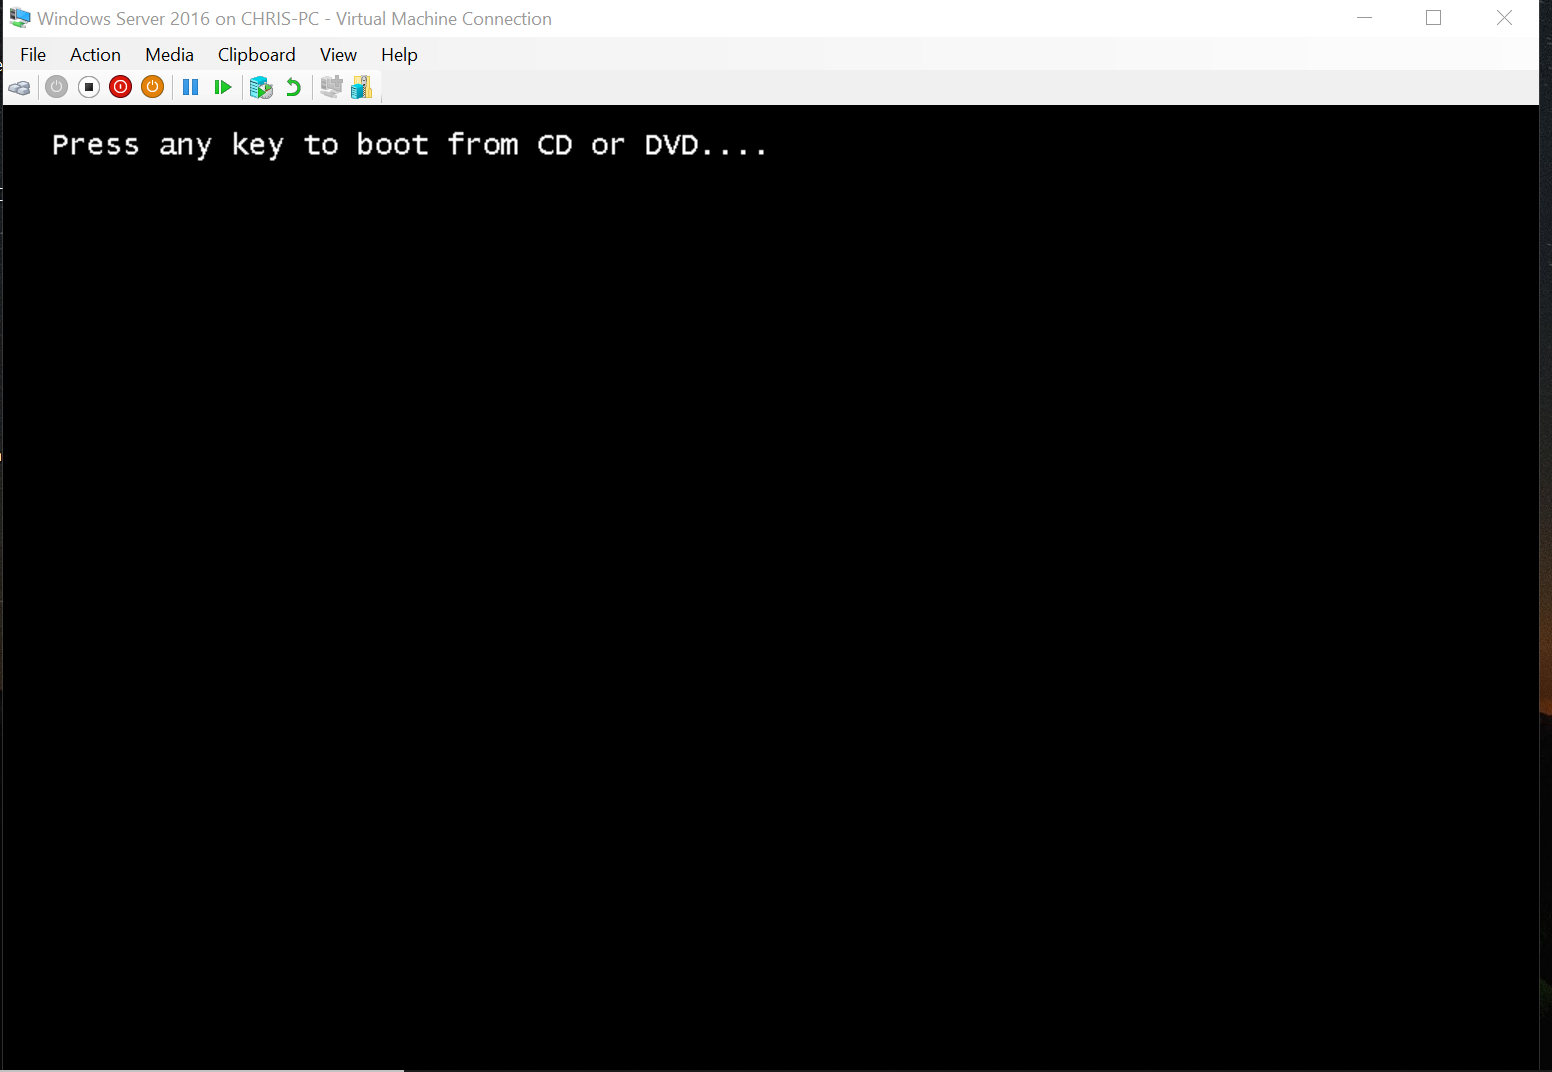 Windows Server 2016 on CHRIS-PC - Virtual Machine Connection
File Action Media Clipboard View Help
Press any key to boot from CD or DVD....